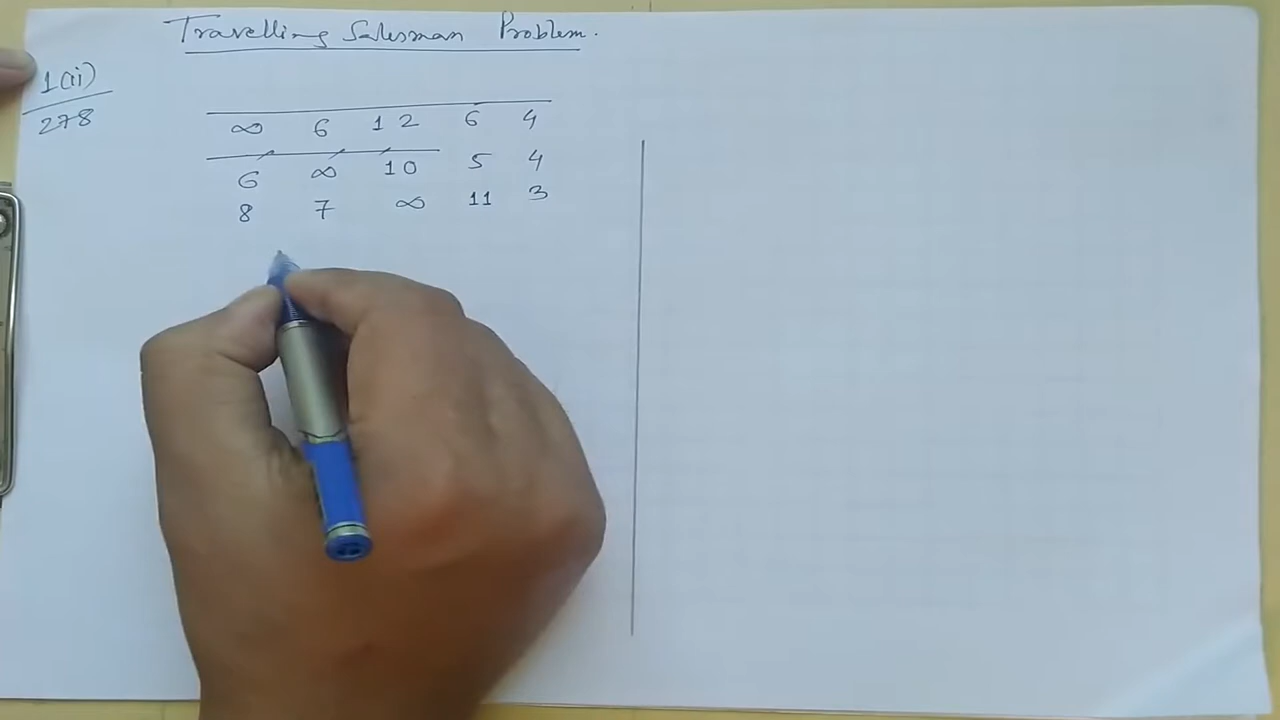 Travelling Salesman Problem.
1(ii)
278
∞ 6 12 6 4
6 ∞ 10 5 4
8 7 ∞ 11 3